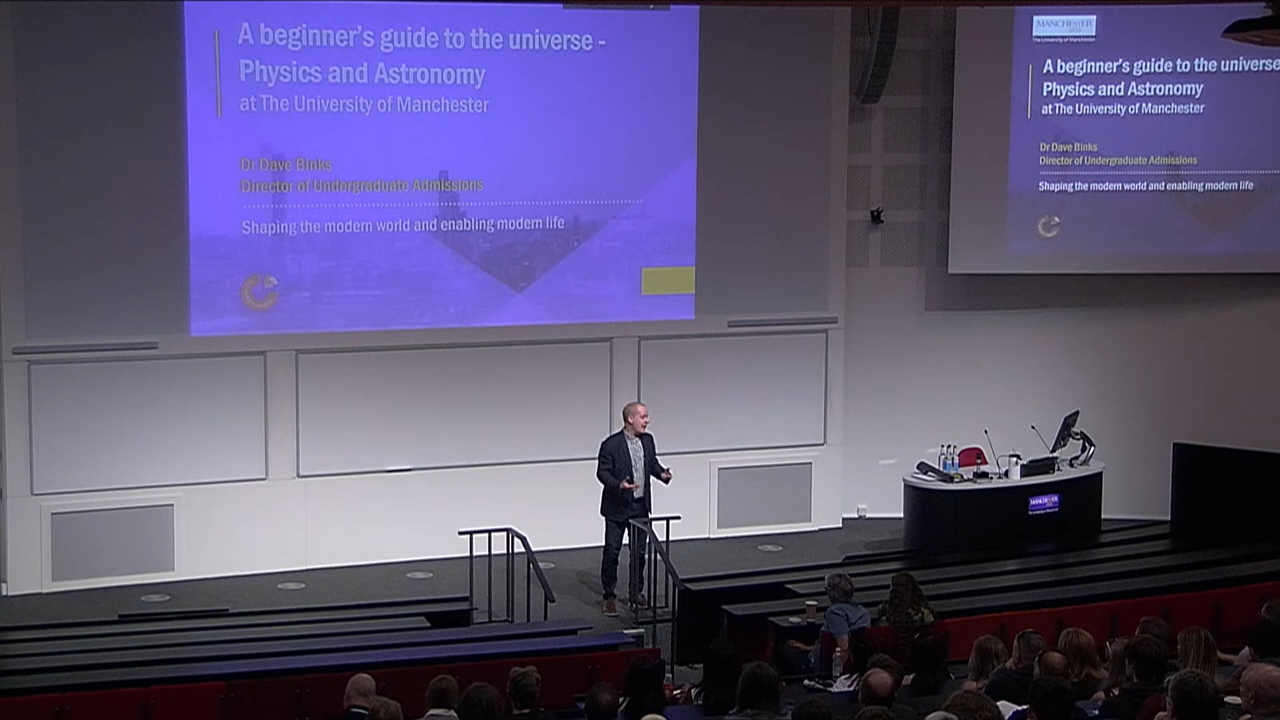 A beginner's guide to the universe -
Physics and Astronomy
at The University of Manchester
Dr Dave Binks
Director of Undergraduate Admissions
Shaping the modern world and enabling modern life
MANCHESTER
1824
The University of Manchester
A beginner's guide to the universe
Physics and Astronomy
at The University of Manchester
Dr Dave Binks
Director of Undergraduate Admissions
Shaping the modern world and enabling modern life
MANCHESTER